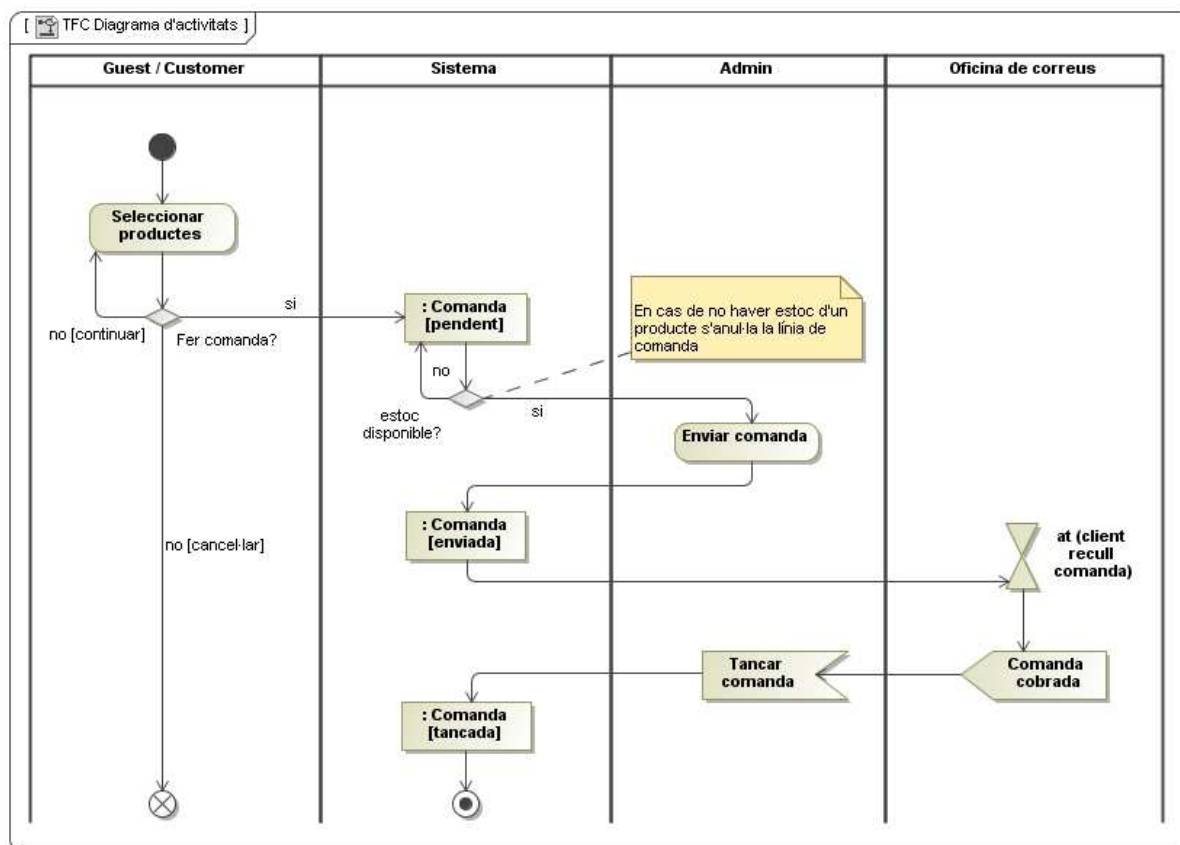 [ TFC Diagrama d'activitats ]
Guest / Customer
Sistema
Admin
Oficina de correus
Seleccionar
productes
no [continuar]
Fer comanda?
si
: Comanda
[pendent]
En cas de no haver estoc d'un
producte s'anul·la la línia de
comanda
no
estoc
disponible?
si
Enviar comanda
: Comanda
[enviada]
no [cancel·lar]
at (client
recull
comanda)
Tancar
comanda
Comanda
cobrada
: Comanda
[tancada]